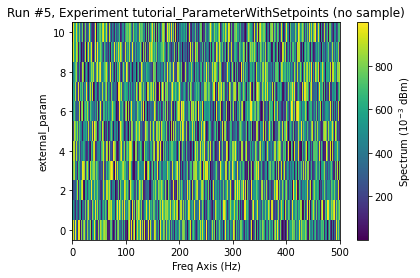 Run #5, Experiment tutorial_ParameterWithSetpoints (no sample)
10
8
6
4
2
0
external_param
0 100 200 300 400 500
Freq Axis (Hz)
800
600
400
200
Spectrum (10⁻³ dBm)